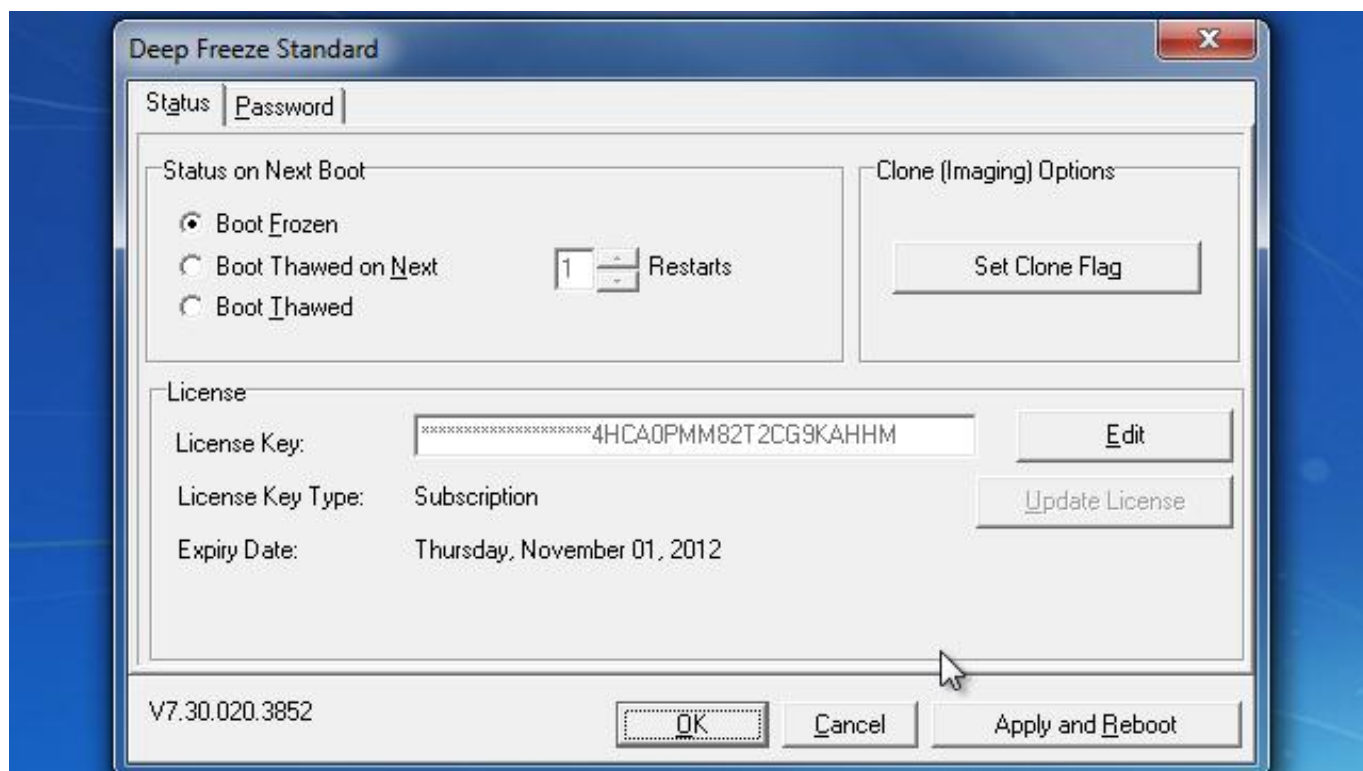 Deep Freeze Standard
Status Password
Status on Next Boot
Boot Frozen
Boot Thawed on Next 1 Restarts
Boot Thawed
Clone (Imaging) Options
Set Clone Flag
License
License Key: ********************4HCA0PMM82T2CG9KAHHM Edit
License Key Type: Subscription Update License
Expiry Date: Thursday, November 01, 2012
V7.30.020.3852 OK Cancel Apply and Reboot